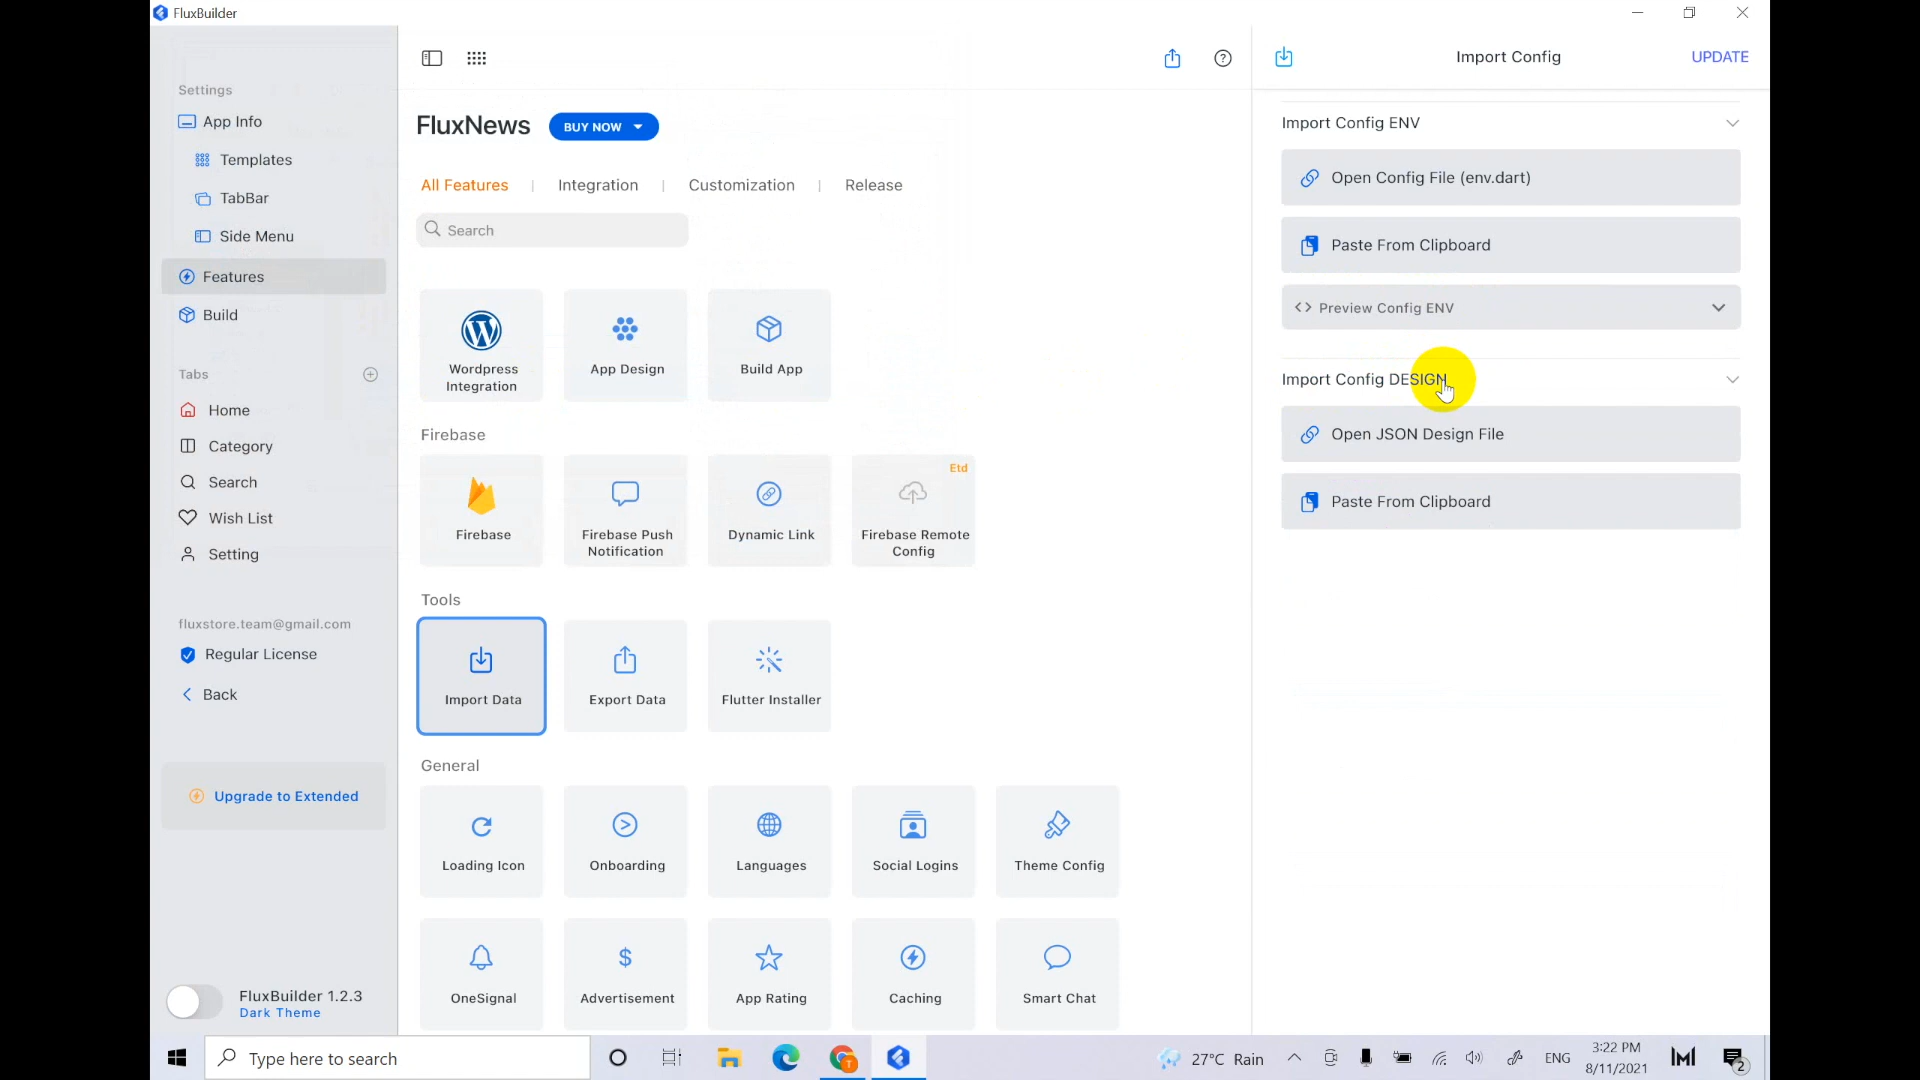 FluxBuilder
Settings
App Info
Templates
TabBar
Side Menu
Features
Build
Tabs
Home
Category
Search
Wish List
Setting
fluxstore.team@gmail.com
Regular License
Back
Upgrade to Extended
FluxBuilder 1.2.3
Dark Theme
FluxNews
BUY NOW
All Features | Integration | Customization | Release
Search
Wordpress
Integration
App Design
Build App
Firebase
Firebase
Firebase Push
Notification
Dynamic Link
Etd
Firebase Remote
Config
Tools
Import Data
Export Data
Flutter Installer
General
Loading Icon
Onboarding
Languages
Social Logins
Theme Config
OneSignal
Advertisement
App Rating
Caching
Smart Chat
Import Config
UPDATE
Import Config ENV
Open Config File (env.dart)
Paste From Clipboard
<> Preview Config ENV
Import Config DESIGN
Open JSON Design File
Paste From Clipboard
Type here to search
27°C Rain
ENG
3:22 PM
8/11/2021
2